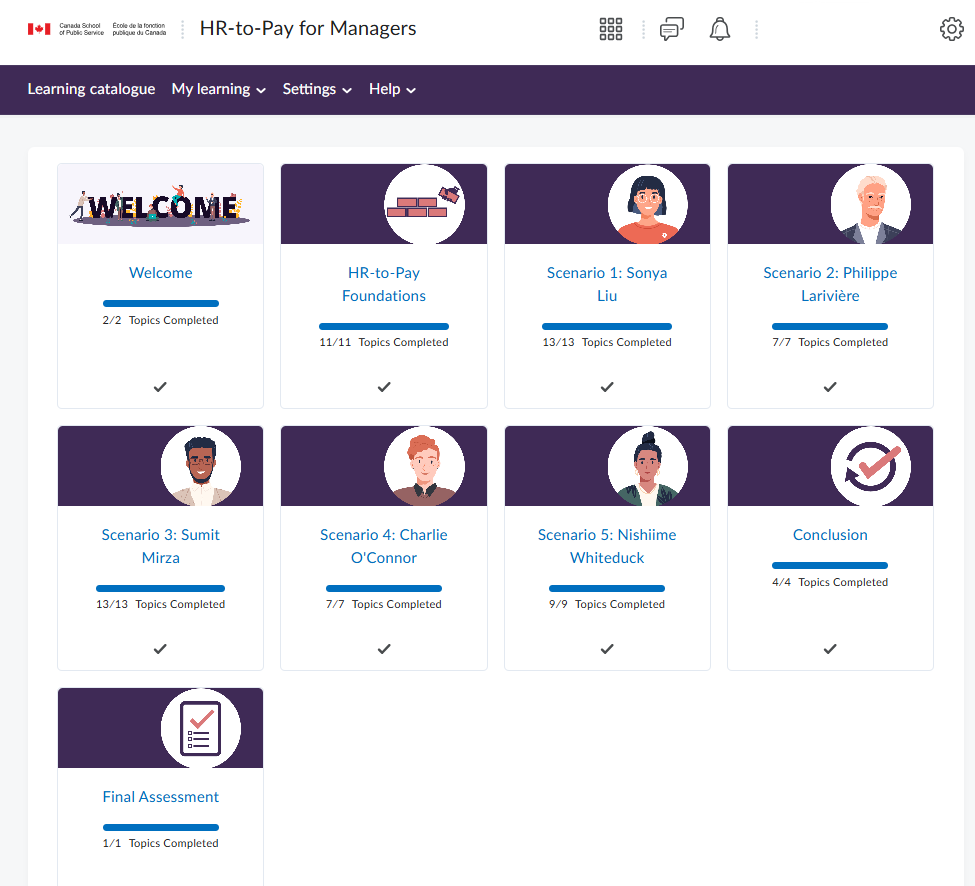 Canada School
of Public Service
École de la fonction
publique du Canada
HR-to-Pay for Managers
Learning catalogue My learning Settings Help
WELCOME
Welcome
2/2 Topics Completed
HR-to-Pay
Foundations
11/11 Topics Completed
Scenario 1: Sonya
Liu
13/13 Topics Completed
Scenario 2: Philippe
Larivière
7/7 Topics Completed
Scenario 3: Sumit
Mirza
13/13 Topics Completed
Scenario 4: Charlie
O'Connor
7/7 Topics Completed
Scenario 5: Nishiime
Whiteduck
9/9 Topics Completed
Conclusion
4/4 Topics Completed
Final Assessment
1/1 Topics Completed